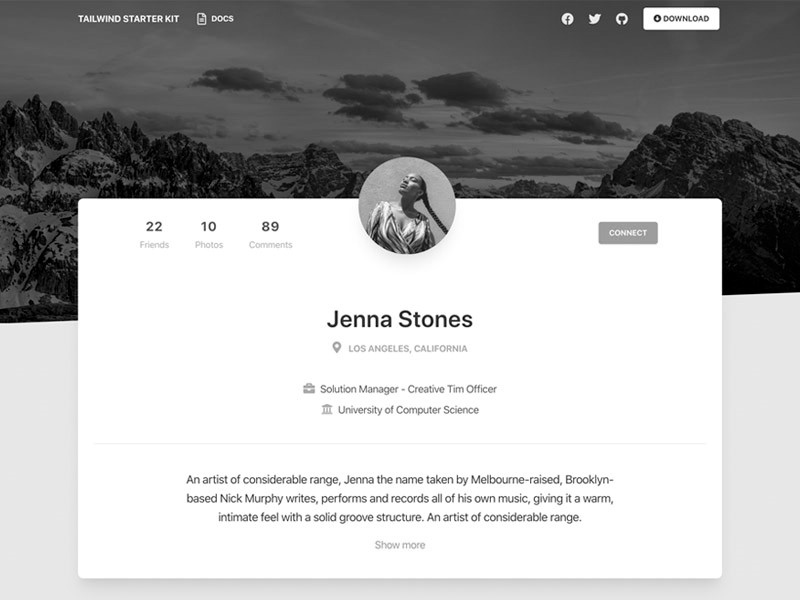 TAILWIND STARTER KIT DOCS DOWNLOAD
22 10 89
Friends Photos Comments
CONNECT
Jenna Stones
LOS ANGELES, CALIFORNIA
Solution Manager - Creative Tim Officer
University of Computer Science
An artist of considerable range, Jenna the name taken by Melbourne-raised, Brooklyn-
based Nick Murphy writes, performs and records all of his own music, giving it a warm,
intimate feel with a solid groove structure. An artist of considerable range.
Show more